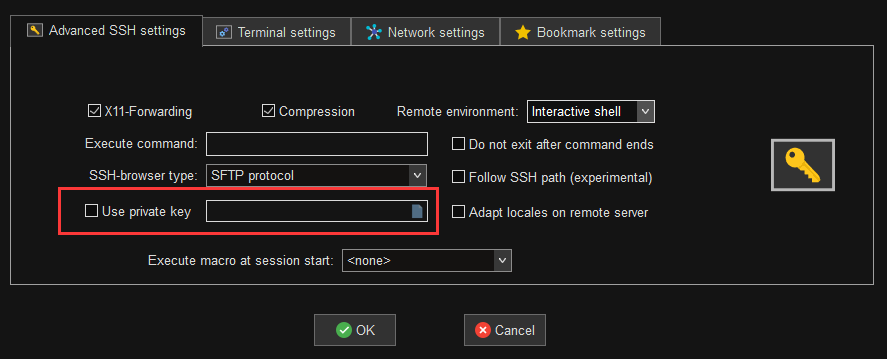 Advanced SSH settings Terminal settings Network settings Bookmark settings
X11-Forwarding Compression Remote environment: Interactive shell
Execute command: Do not exit after command ends
SSH-browser type: SFTP protocol Follow SSH path (experimental)
Use private key Adapt locales on remote server
Execute macro at session start: <none>
OK Cancel